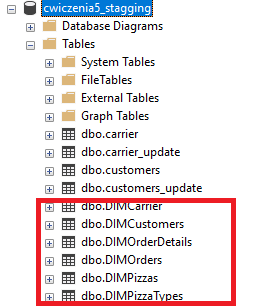 cwiczenia5_stagging
Database Diagrams
Tables
System Tables
FileTables
External Tables
Graph Tables
dbo.carrier
dbo.carrier_update
dbo.customers
dbo.customers_update
dbo.DIMCarrier
dbo.DIMCustomers
dbo.DIMOrderDetails
dbo.DIMOrders
dbo.DIMPizzas
dbo.DIMPizzaTypes